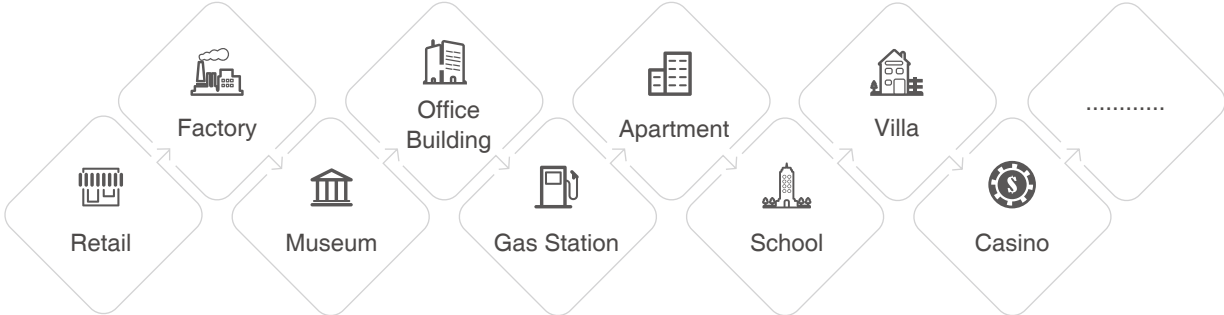 Retail
Factory
Museum
Office
Building
Gas Station
Apartment
School
Villa
Casino
............
$